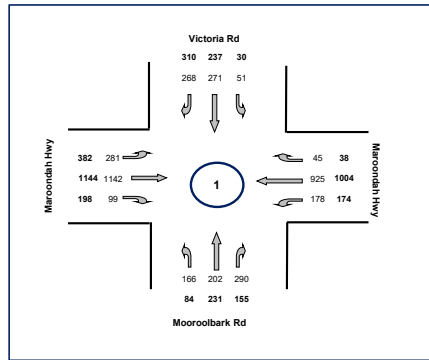 Victoria Rd
310 237 30
268 271 51
Maroondah Hwy
382 281
1144 1142
198 99
1
45 38
925 1004
178 174
Maroondah Hwy
166 202 290
84 231 155
Mooroolbark Rd